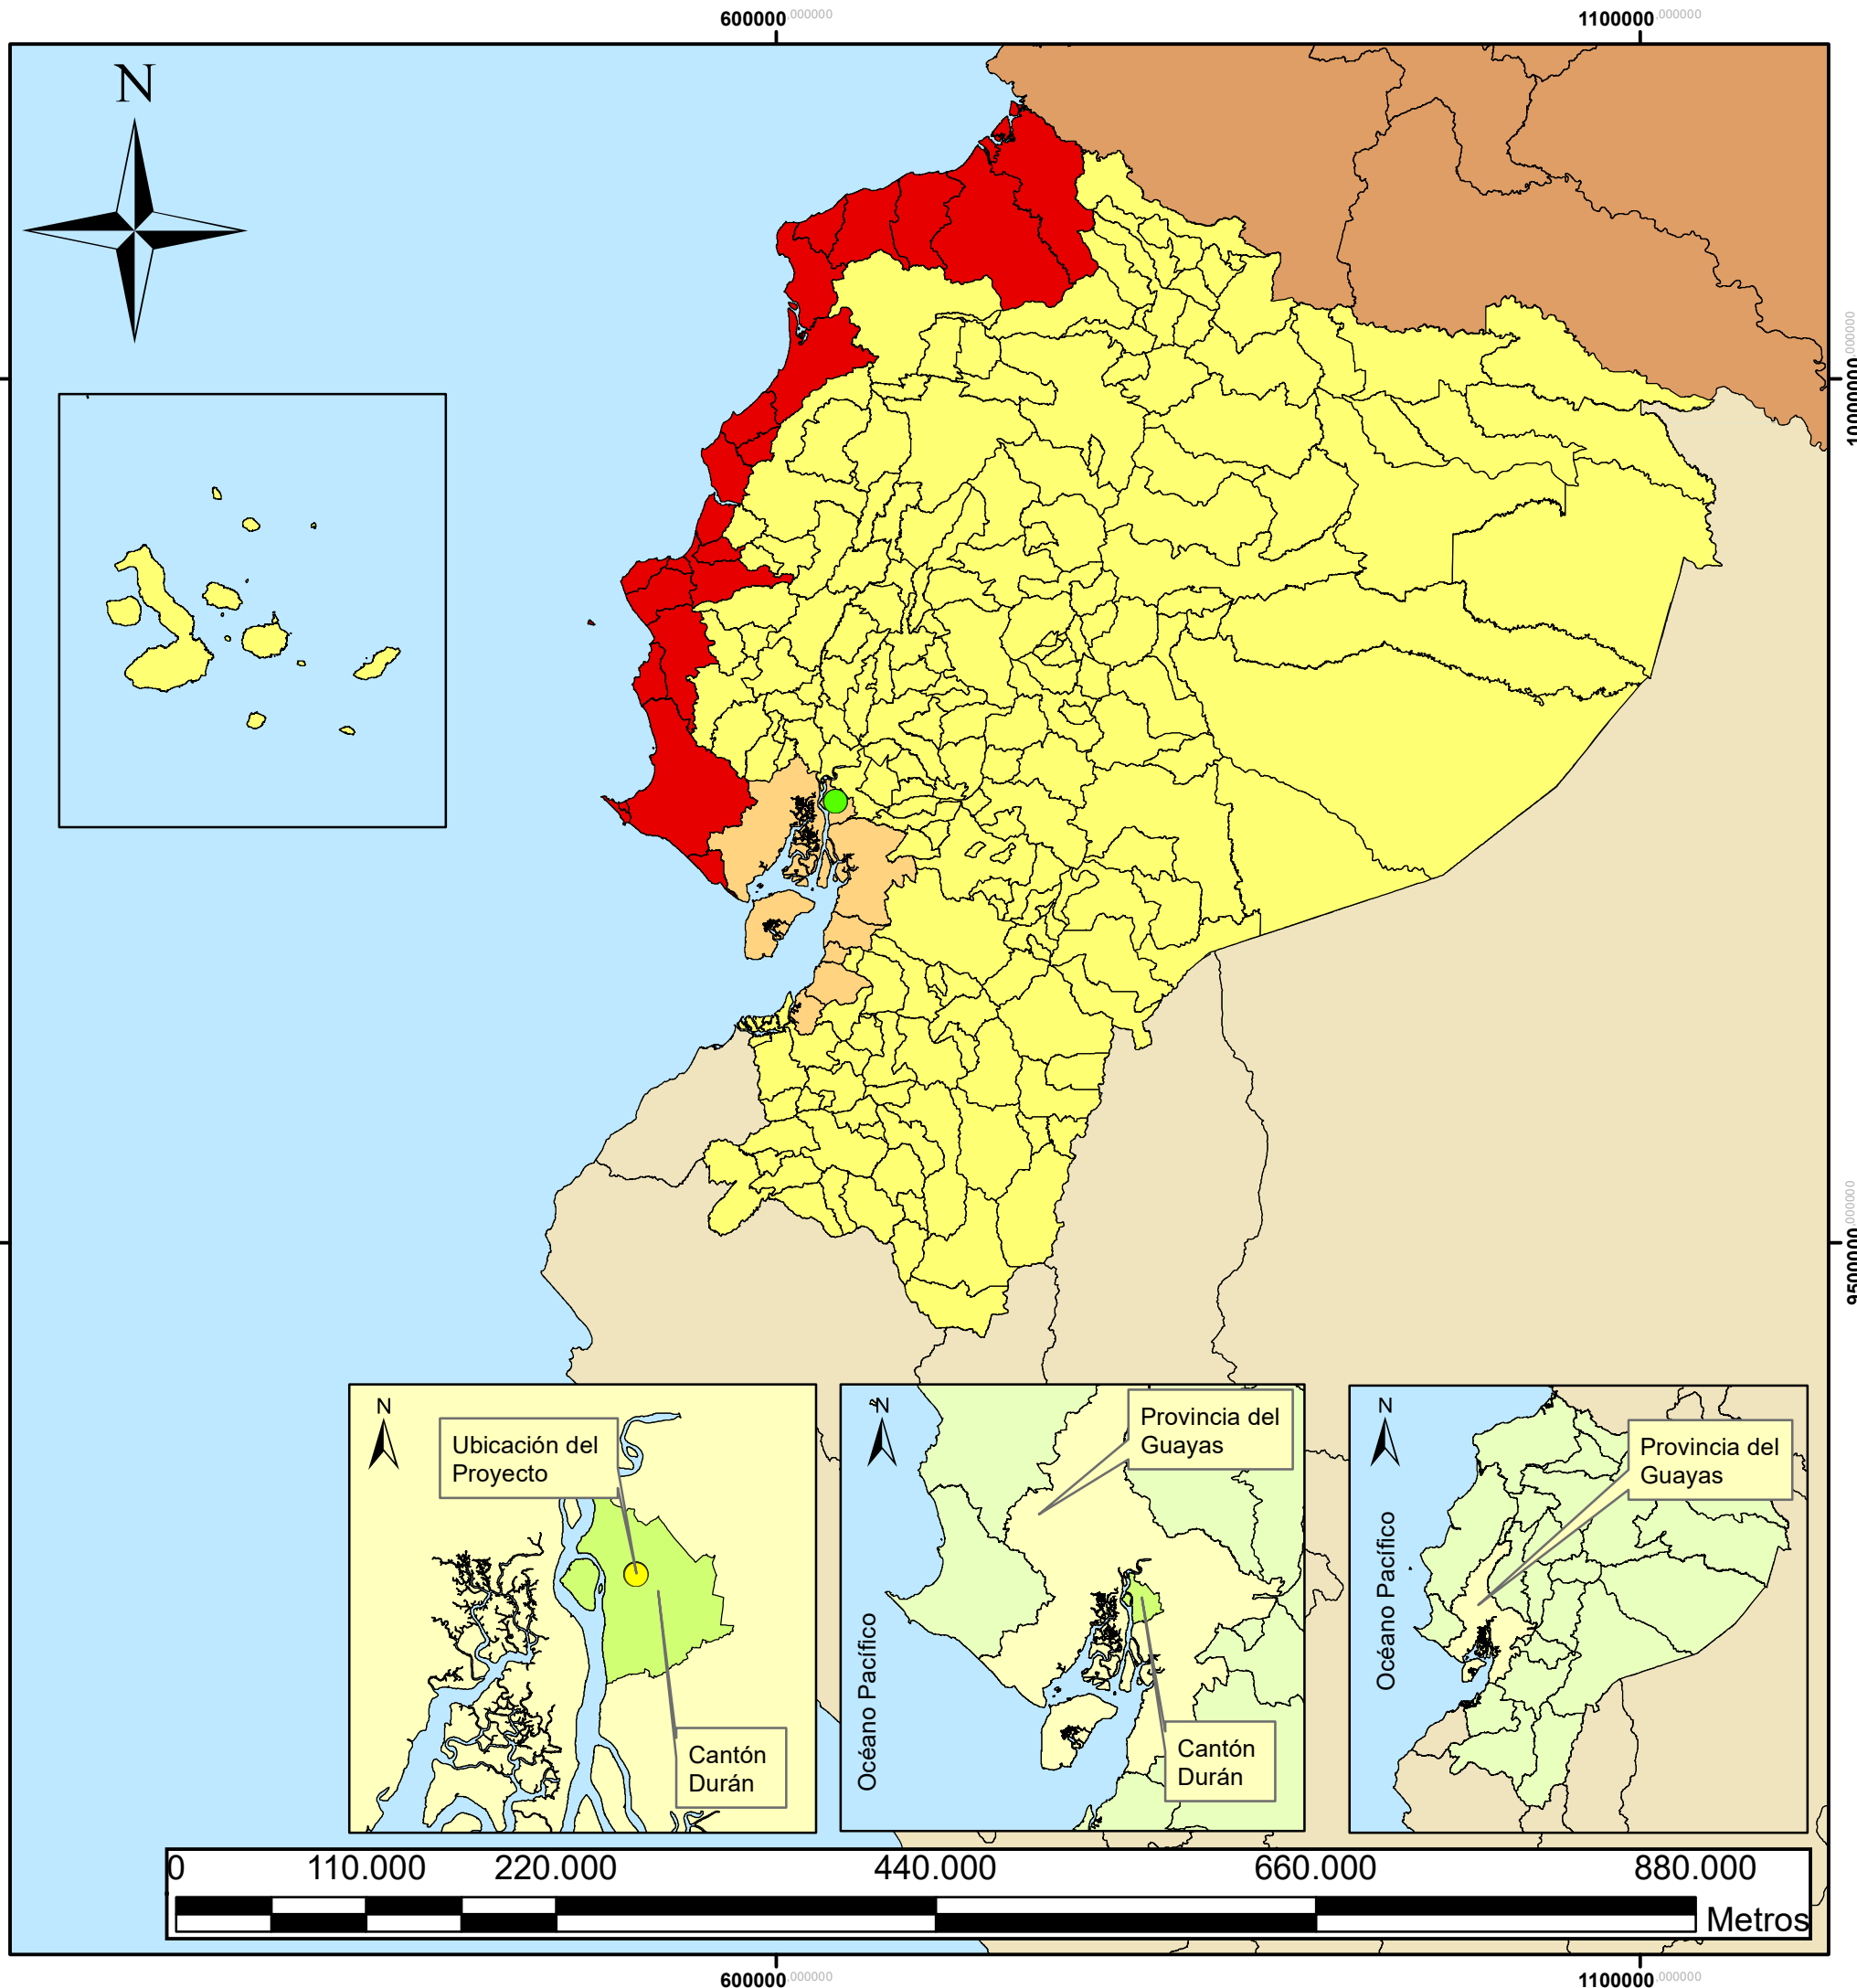 600000.000000
1100000.000000
N
10000000.000000
9500000.000000
N
Ubicación del
Proyecto
Cantón
Durán
N
Provincia del
Guayas
Océano Pacífico
Cantón
Durán
N
Provincia del
Guayas
Océano Pacífico
0 110.000 220.000 440.000 660.000 880.000
Metros
600000.000000
1100000.000000